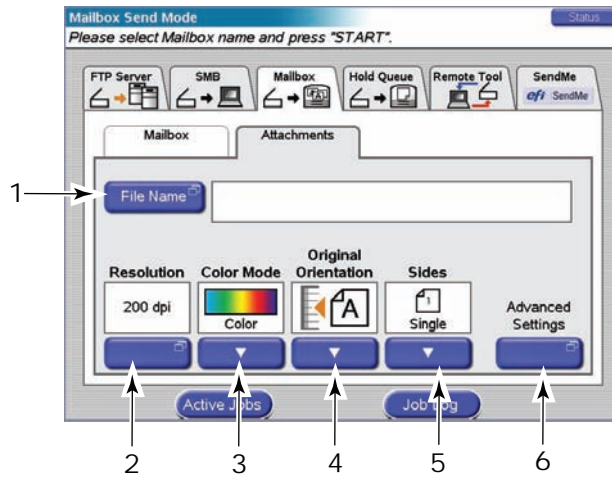 Mailbox Send Mode
Status
Please select Mailbox name and press "START".
FTP Server
SMB
Mailbox
Hold Queue
Remote Tool
SendMe
efi SendMe
Mailbox
Attachments
1
File Name
Original
Resolution
Color Mode
Orientation
Sides
200 dpi
Color
A
1
Single
Advanced
Settings
Active Jobs
Job Log
2
3
4
5
6